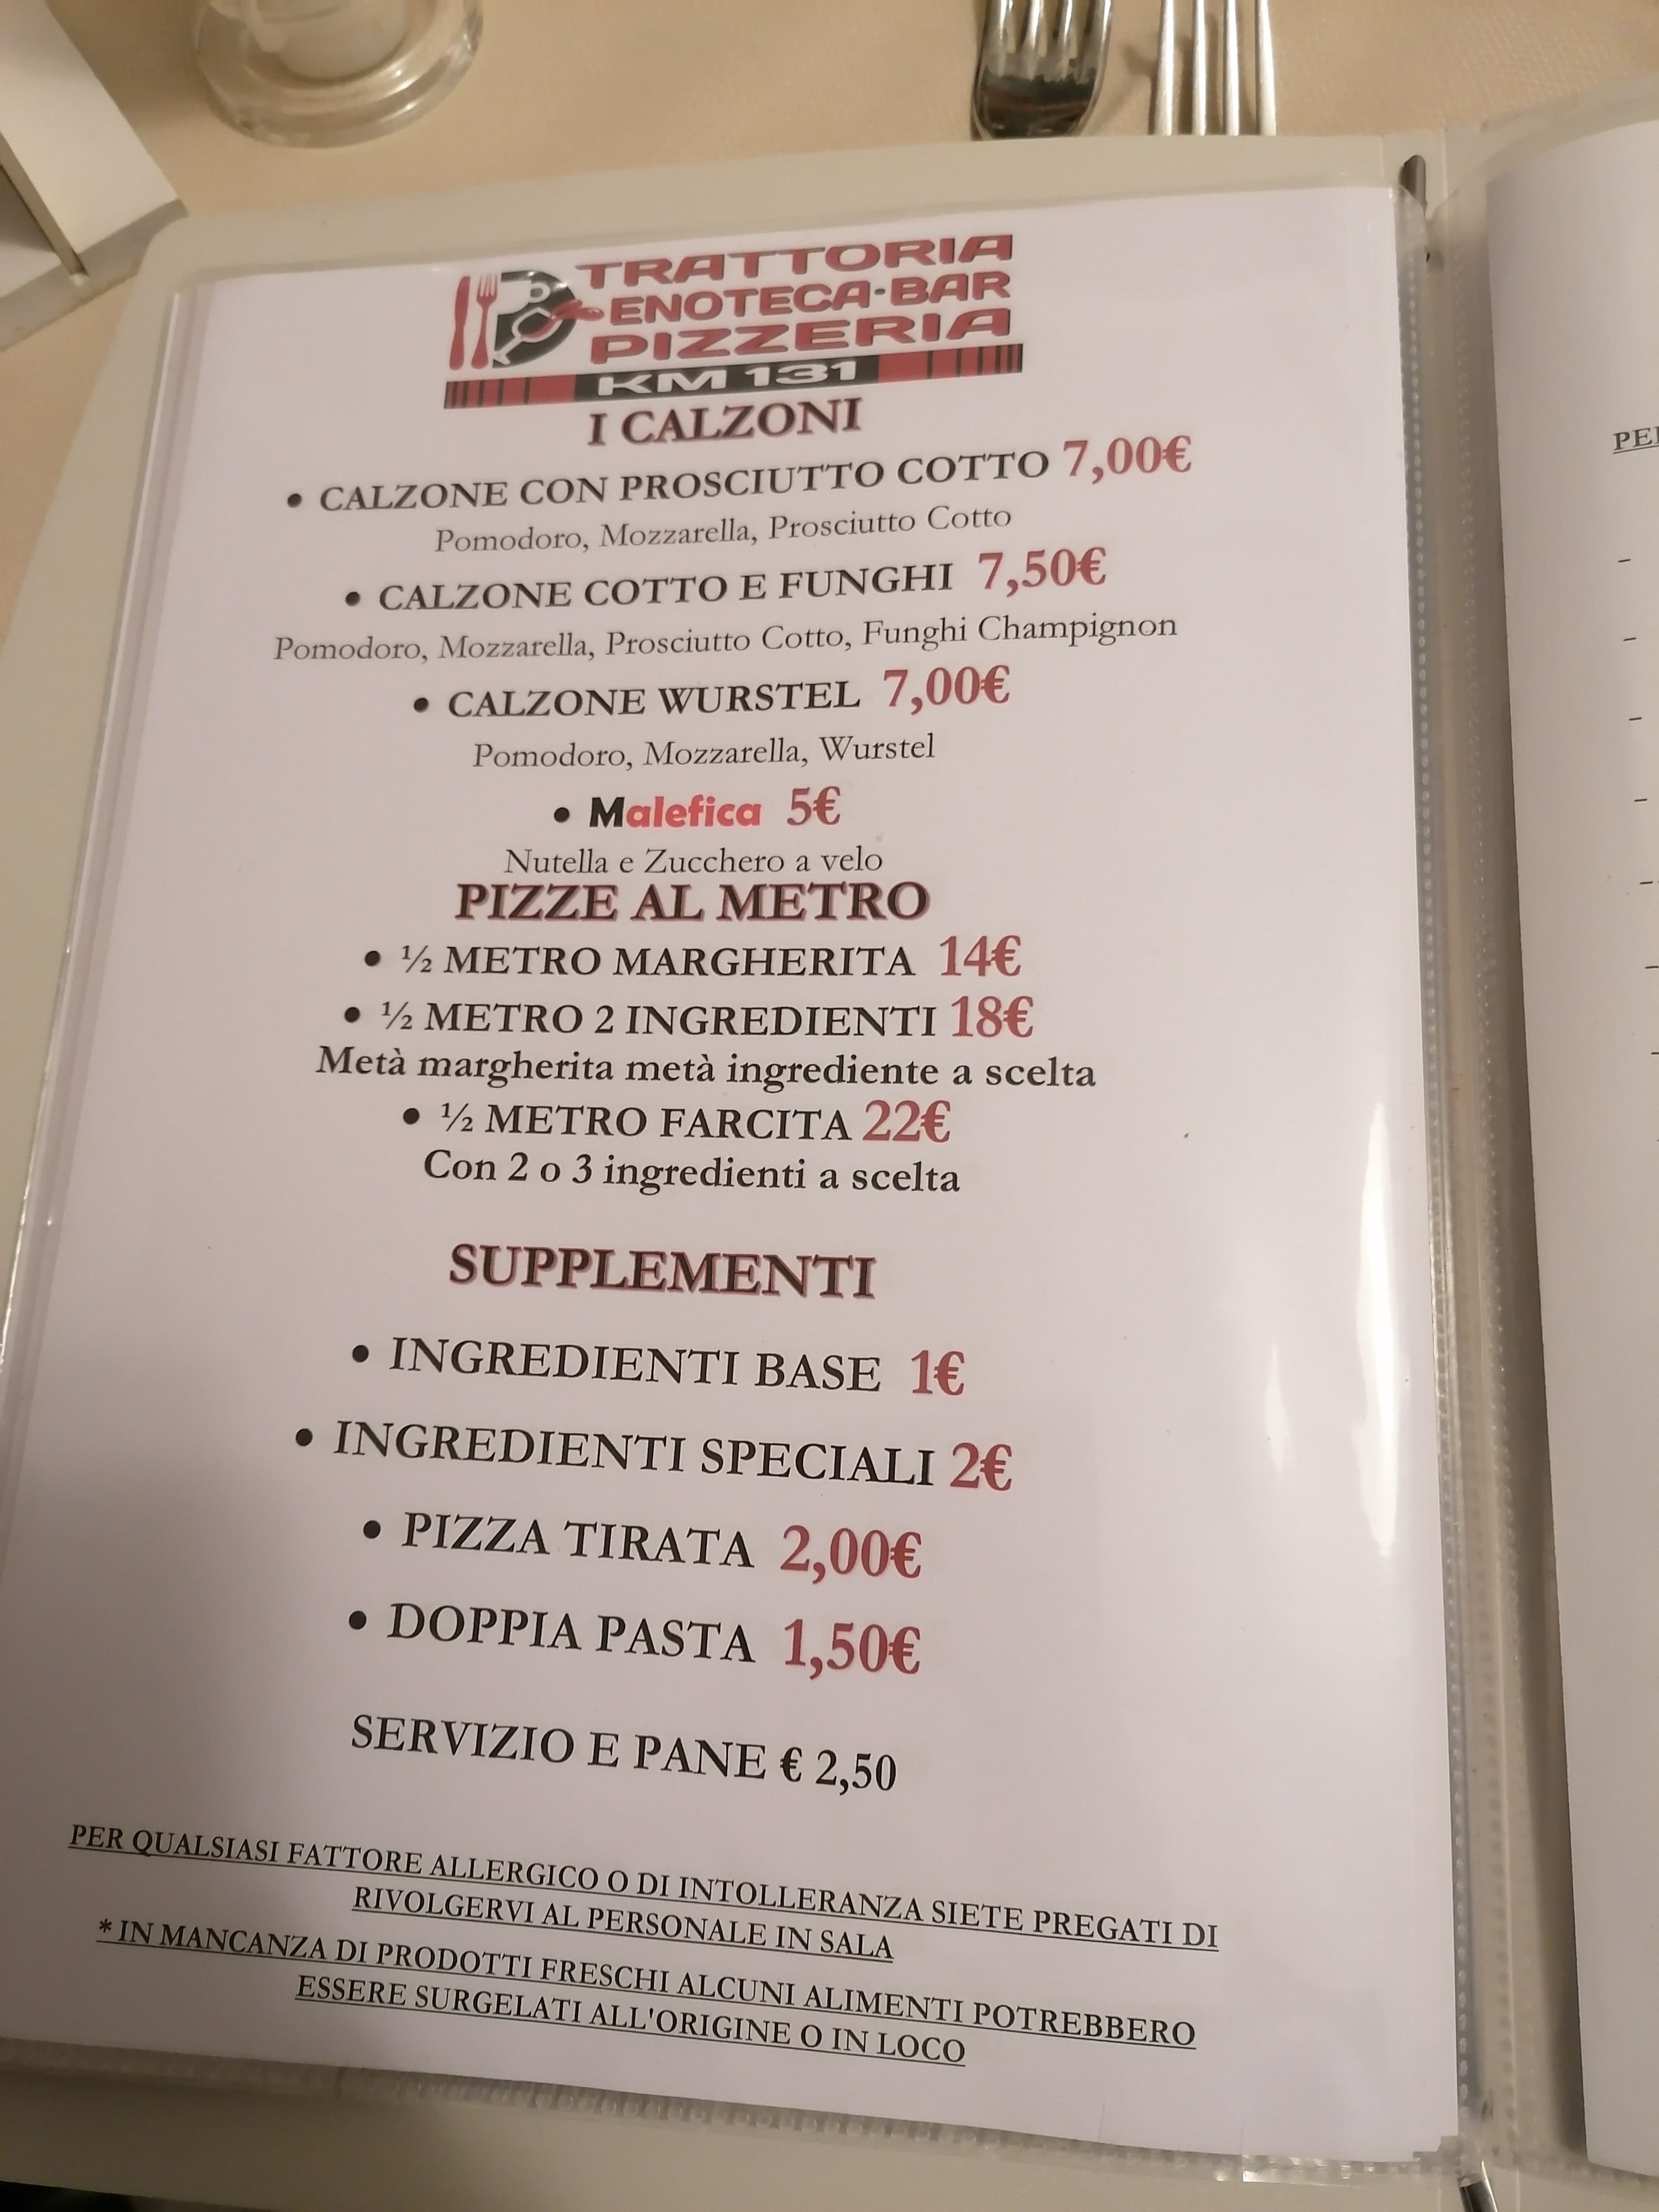 TRATTORIA
ENOTECA-BAR
PIZZERIA
KM 131
I CALZONI
• CALZONE CON PROSCIUTTO COTTO 7,00€
Pomodoro, Mozzarella, Prosciutto Cotto
• CALZONE COTTO E FUNGHI 7,50€
Pomodoro, Mozzarella, Prosciutto Cotto, Funghi Champignon
• CALZONE WURSTEL 7,00€
Pomodoro, Mozzarella, Wurstel
• Malefica 5€
Nutella e Zucchero a velo
PIZZE AL METRO
• ½ METRO MARGHERITA 14€
• ½ METRO 2 INGREDIENTI 18€
Metà margherita metà ingrediente a scelta
• ½ METRO FARCITA 22€
Con 2 o 3 ingredienti a scelta
SUPPLEMENTI
• INGREDIENTI BASE 1€
• INGREDIENTI SPECIALI 2€
• PIZZA TIRATA 2,00€
• DOPPIA PASTA 1,50€
SERVIZIO E PANE € 2,50
PER QUALSIASI FATTORE ALLERGICO O DI INTOLLERANZA SIETE PREGATI DI
RIVOLGERVI AL PERSONALE IN SALA
* IN MANCANZA DI PRODOTTI FRESCHI ALCUNI ALIMENTI POTREBBERO
ESSERE SURGELATI ALL'ORIGINE O IN LOCO